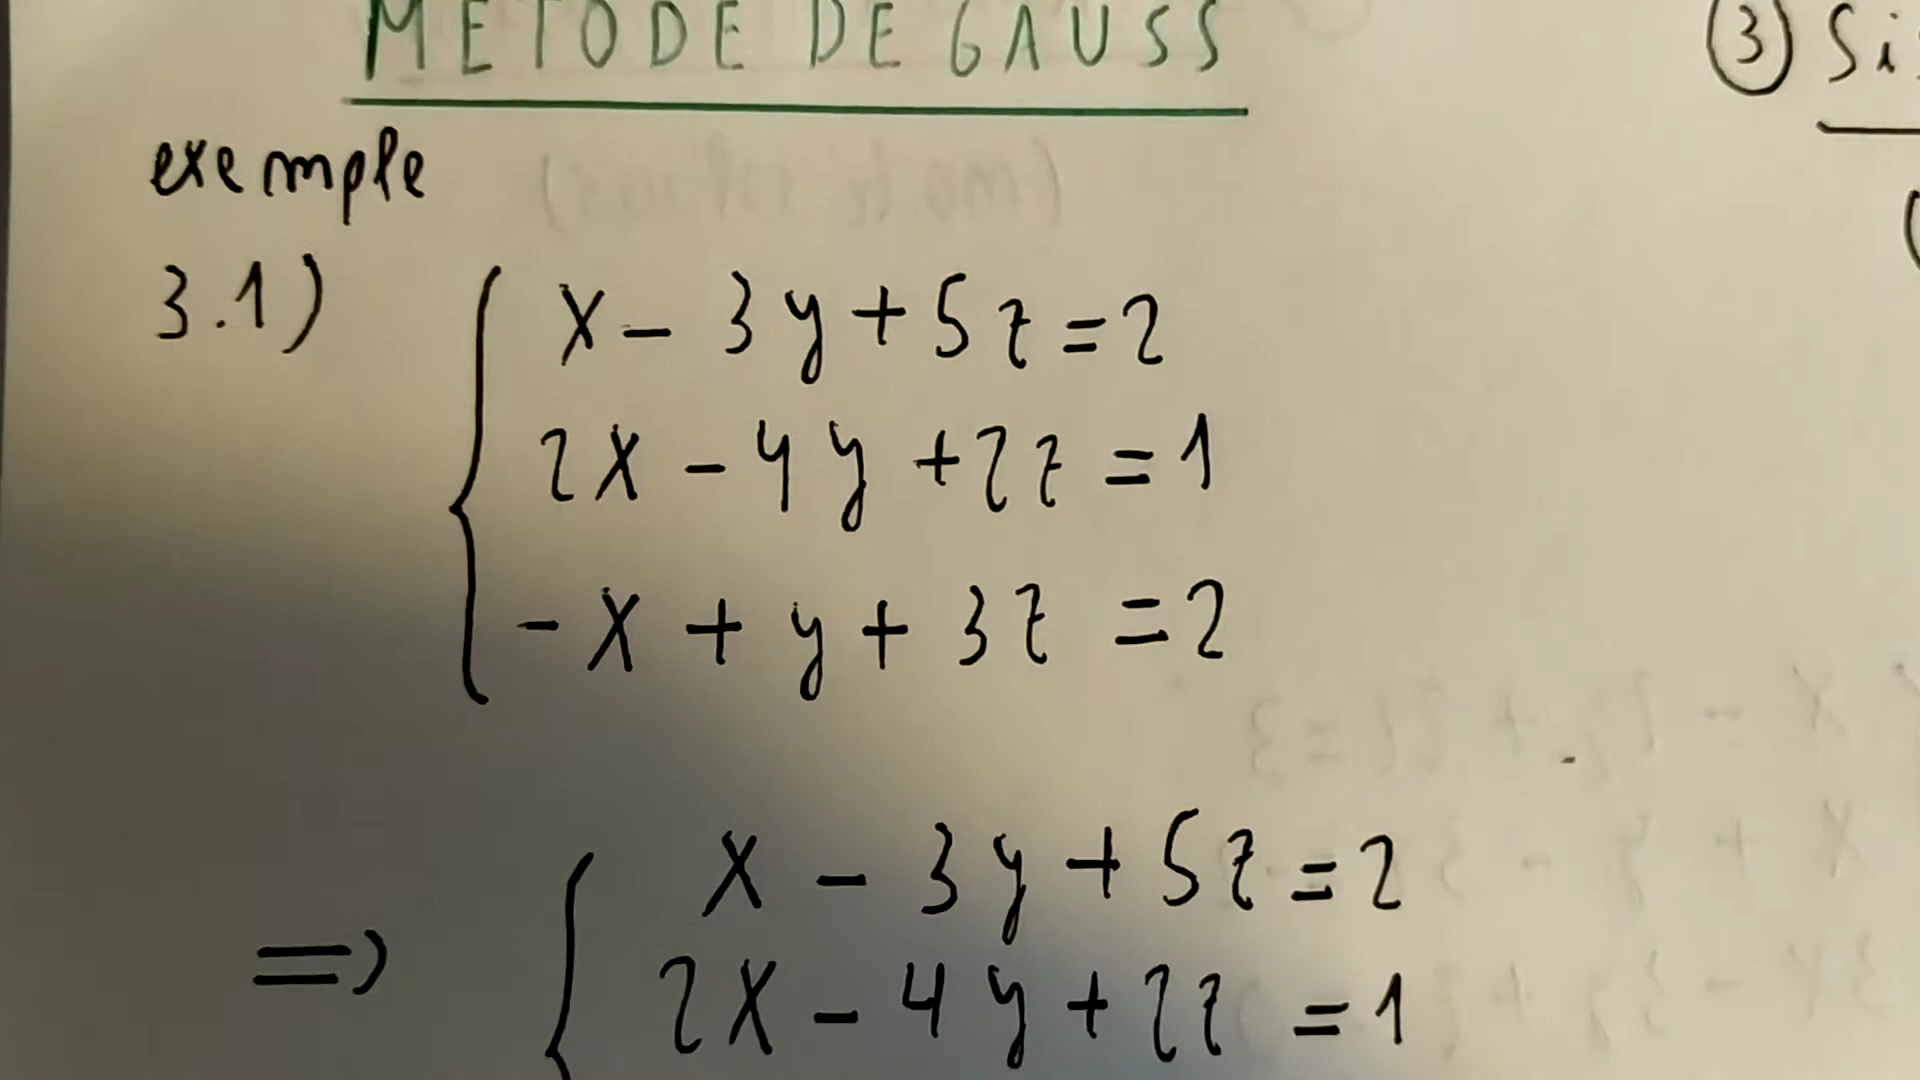 METODE DE GAUSS
exemple
3.1)
x - 3y + 5z = 2
2x - 4y + 2z = 1
-x + y + 3z = 2
=>
x - 3y + 5z = 2
2x - 4y + 2z = 1
③